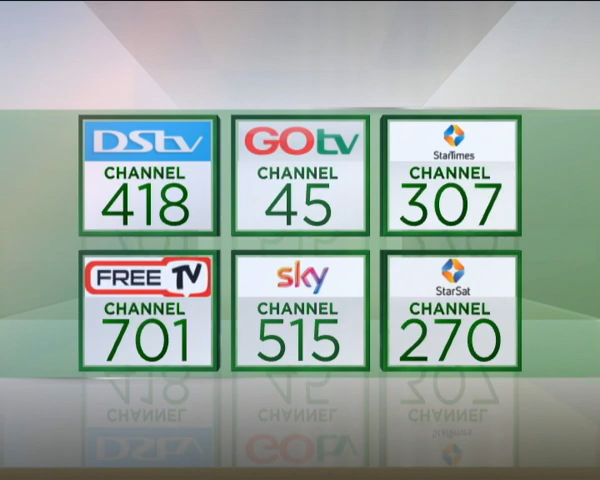 DStv
CHANNEL
418
GOtv
CHANNEL
45
StarTimes
CHANNEL
307
FREE TV
CHANNEL
701
sky
CHANNEL
515
StarSat
CHANNEL
270